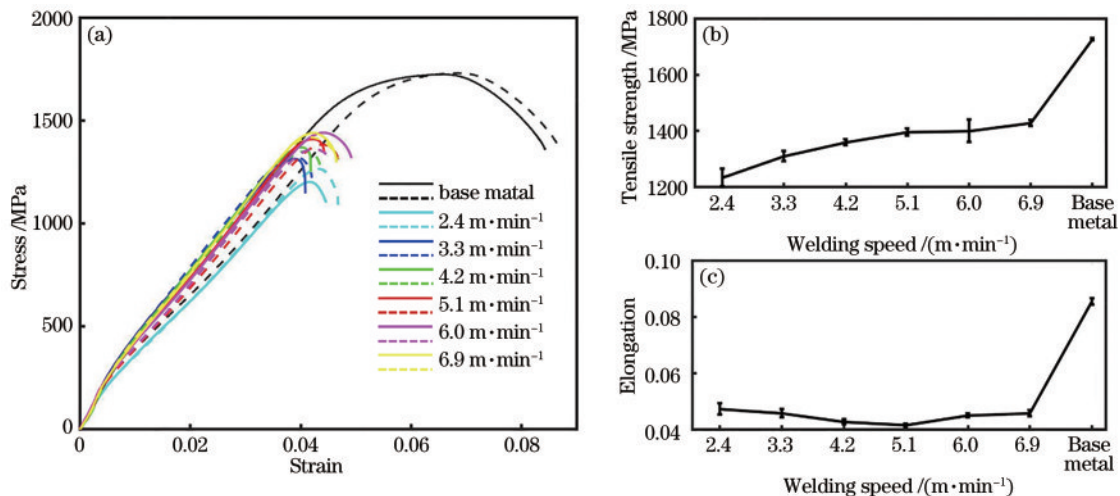 (a)
2000
1500
1000
500
0
Stress /MPa
0
0.02
0.04
0.06
0.08
Strain
base matal
2.4 m·min⁻¹
3.3 m·min⁻¹
4.2 m·min⁻¹
5.1 m·min⁻¹
6.0 m·min⁻¹
6.9 m·min⁻¹
(b)
1800
1600
1400
1200
Tensile strength /MPa
2.4 3.3 4.2 5.1 6.0 6.9 Base
metal
Welding speed /(m·min⁻¹)
(c)
0.10
0.08
0.06
0.04
Elongation
2.4 3.3 4.2 5.1 6.0 6.9 Base
metal
Welding speed /(m·min⁻¹)